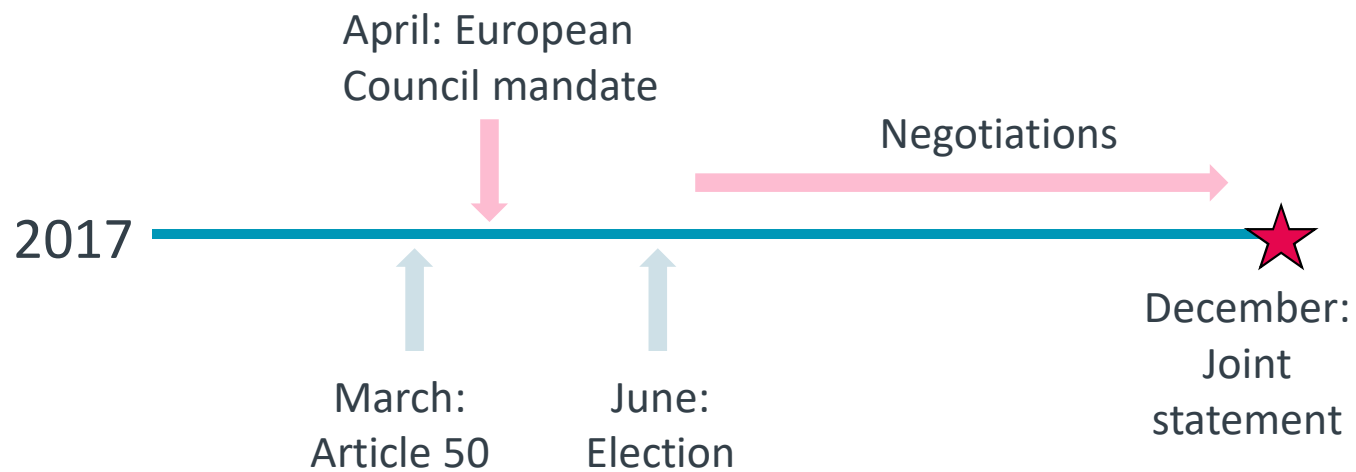 April: European
Council mandate
Negotiations
2017
March:
Article 50
June:
Election
December:
Joint
statement